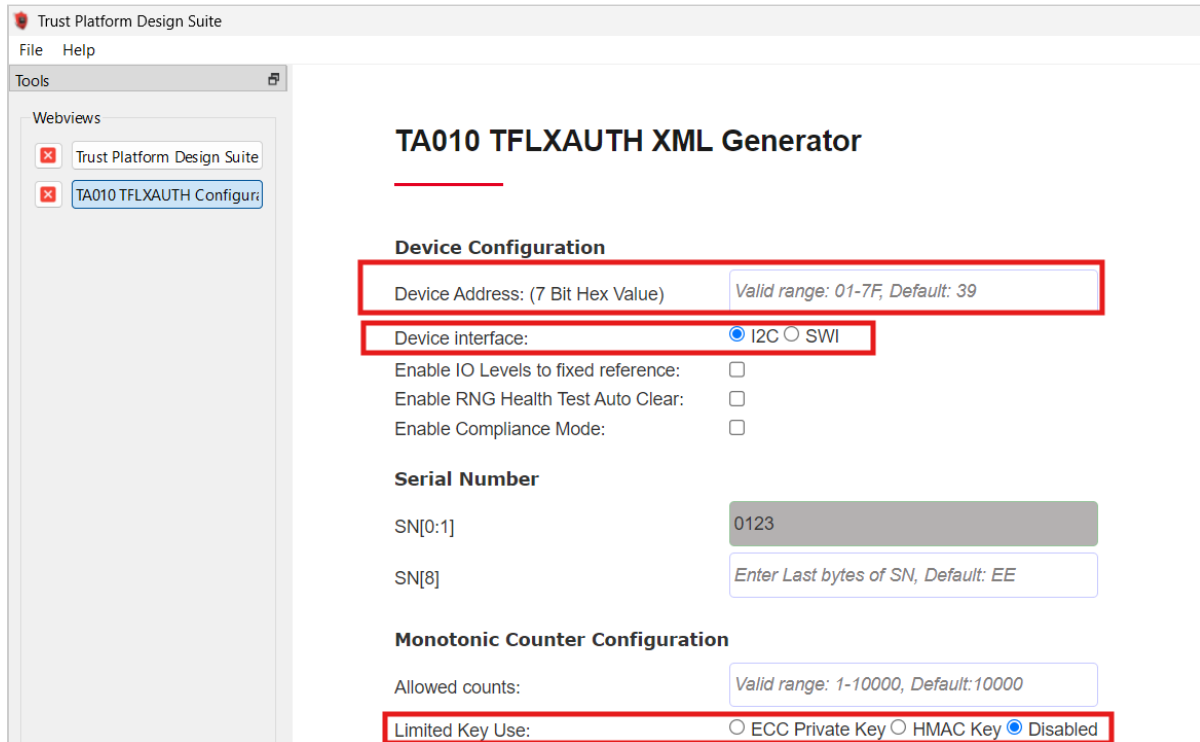 Trust Platform Design Suite
File Help
Tools
Webviews
Trust Platform Design Suite
TA010 TFLXAUTH Configura
TA010 TFLXAUTH XML Generator
Device Configuration
Device Address: (7 Bit Hex Value) Valid range: 01-7F, Default: 39
Device interface: I2C SWI
Enable IO Levels to fixed reference:
Enable RNG Health Test Auto Clear:
Enable Compliance Mode:
Serial Number
SN[0:1] 0123
SN[8] Enter Last bytes of SN, Default: EE
Monotonic Counter Configuration
Allowed counts: Valid range: 1-10000, Default:10000
Limited Key Use: ECC Private Key HMAC Key Disabled